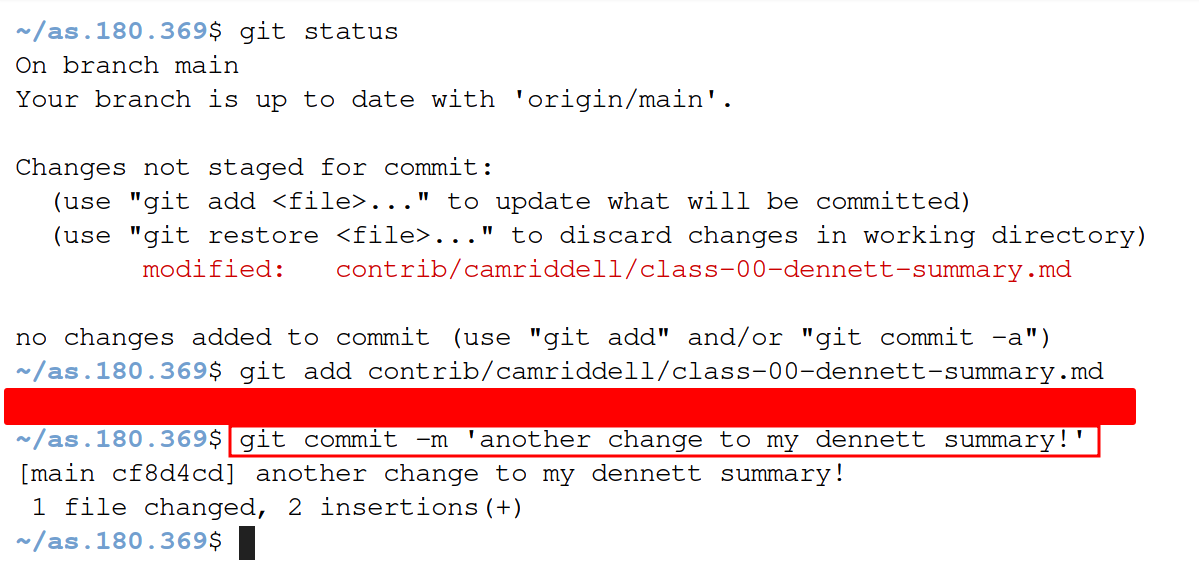 ~/as.180.369$ git status
On branch main
Your branch is up to date with 'origin/main'.
Changes not staged for commit:
(use "git add <file>..." to update what will be committed)
(use "git restore <file>..." to discard changes in working directory)
modified: contrib/camriddell/class-00-dennett-summary.md
no changes added to commit (use "git add" and/or "git commit -a")
~/as.180.369$ git add contrib/camriddell/class-00-dennett-summary.md
~/as.180.369$ git commit -m 'another change to my dennett summary!'
[main cf8d4cd] another change to my dennett summary!
1 file changed, 2 insertions(+)
~/as.180.369$